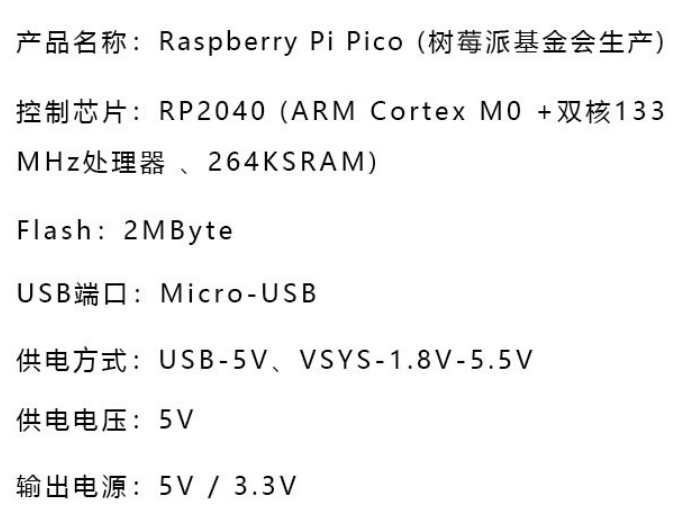 产品名称：Raspberry Pi Pico (树莓派基金会生产)
控制芯片：RP2040 (ARM Cortex M0 +双核133
MHz处理器 、264KSRAM)
Flash：2MByte
USB端口：Micro-USB
供电方式：USB-5V、VSYS-1.8V-5.5V
供电电压：5V
输出电源：5V / 3.3V